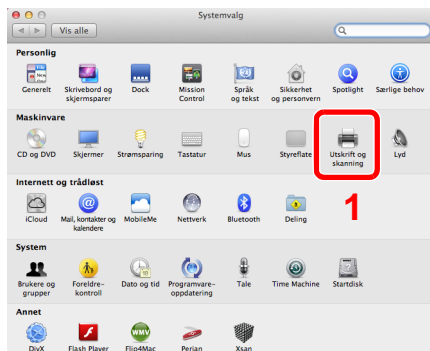 Systemvalg
Vis alle
Personlig
Generelt Skrivebord og skjermsparer Dock Mission Control Språk og tekst Sikkerhet og personvern Spotlight Særlige behov
Maskinvare
CD og DVD Skjermer Strømsparing Tastatur Mus Styreflate Utskrift og skanning Lyd
1
Internett og trådløst
iCloud Mail, kontakter og kalendere MobileMe Nettverk Bluetooth Deling
System
Brukere og grupper Foreldre-kontroll Dato og tid Programvare-oppdatering Tale Time Machine Startdisk
Annet
DivX Flash Player Flip4Mac Perian Xsan